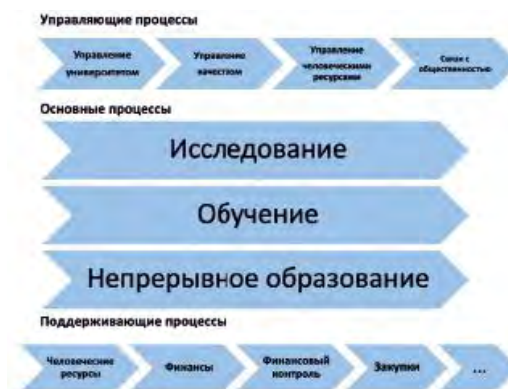 Управляющие процессы
Управление
университетом
Управление
качеством
Управление
человеческими
ресурсами
Связи с
общественностью
Основные процессы
Исследование
Обучение
Непрерывное образование
Поддерживающие процессы
Человеческие
ресурсы
Финансы
Финансовый
контроль
Закупки
...